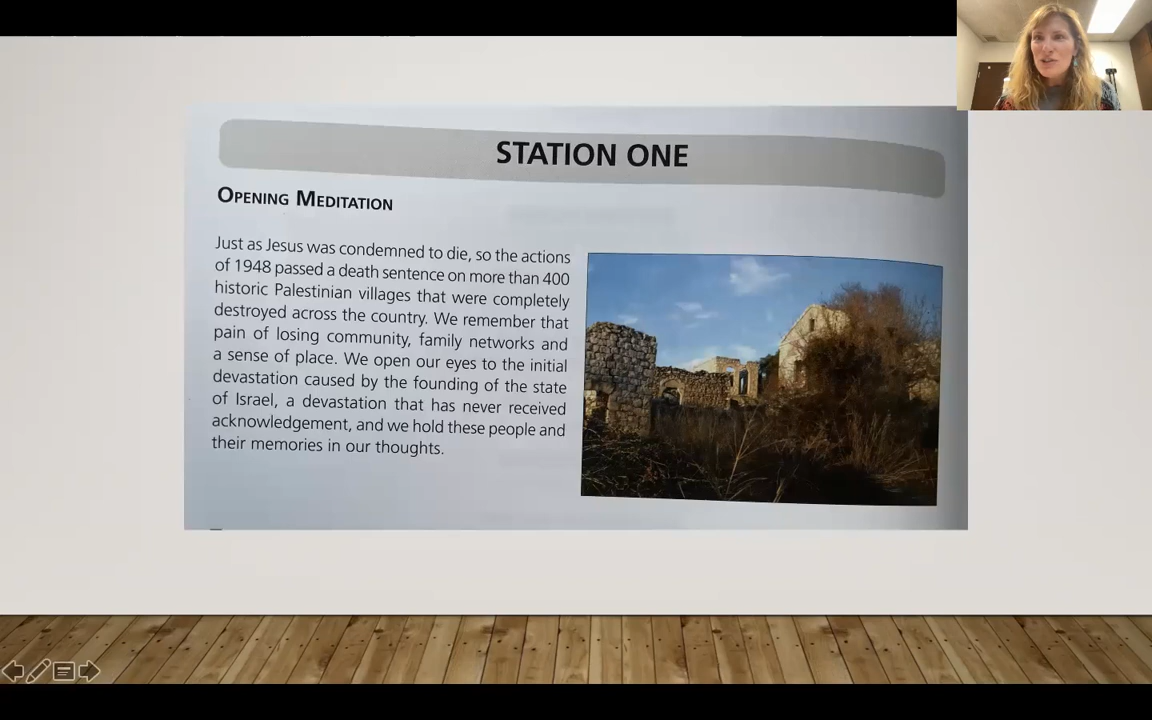 STATION ONE
OPENING MEDITATION
Just as Jesus was condemned to die, so the actions
of 1948 passed a death sentence on more than 400
historic Palestinian villages that were completely
destroyed across the country. We remember that
pain of losing community, family networks and
a sense of place. We open our eyes to the initial
devastation caused by the founding of the state
of Israel, a devastation that has never received
acknowledgement, and we hold these people and
their memories in our thoughts.